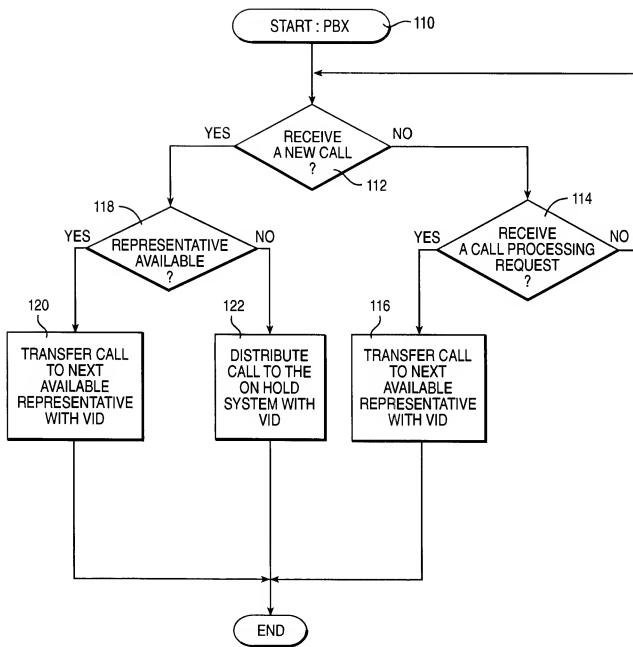 START : PBX
110
YES
RECEIVE
A NEW CALL
?
NO
112
118
114
YES
REPRESENTATIVE
AVAILABLE
?
NO
YES
RECEIVE
A CALL PROCESSING
REQUEST
?
NO
120
TRANSFER CALL
TO NEXT
AVAILABLE
REPRESENTATIVE
WITH VID
122
DISTRIBUTE
CALL TO THE
ON HOLD
SYSTEM WITH
VID
116
TRANSFER CALL
TO NEXT
AVAILABLE
REPRESENTATIVE
WITH VID
END